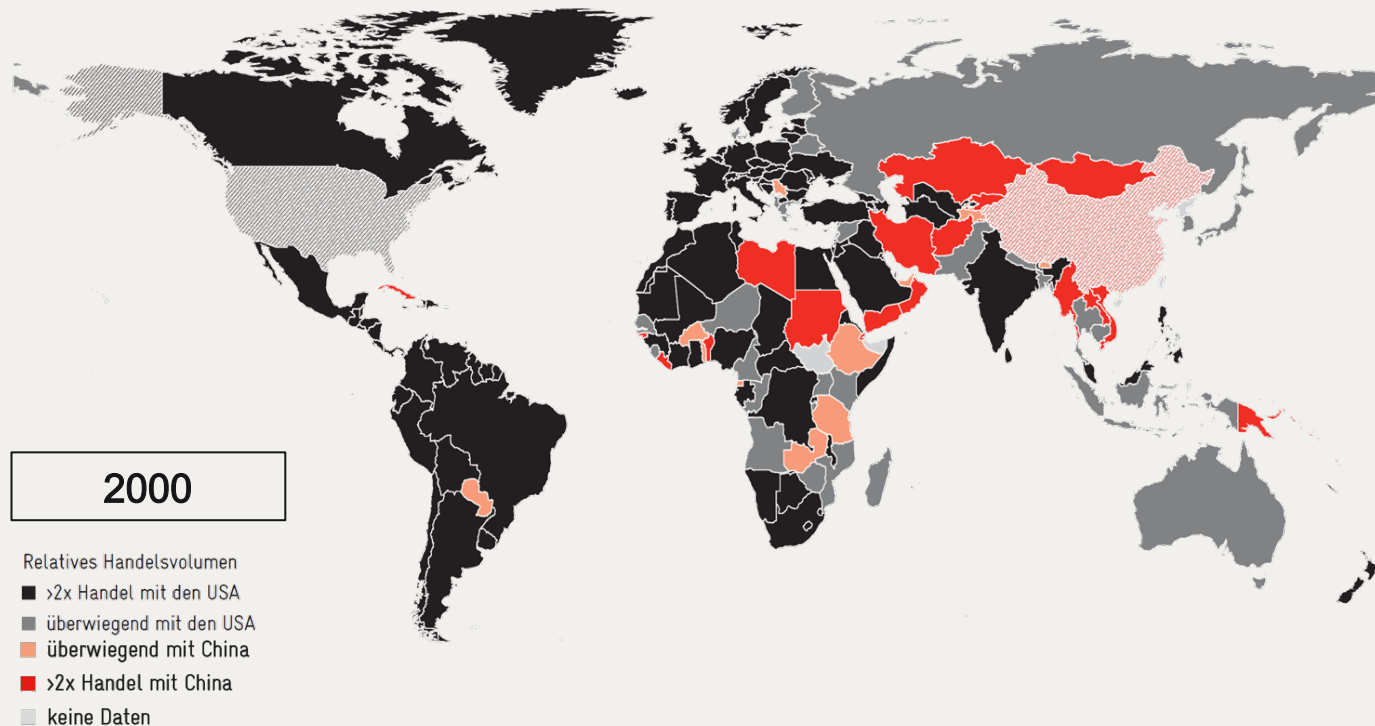 2000
Relatives Handelsvolumen
>2x Handel mit den USA
überwiegend mit den USA
überwiegend mit China
>2x Handel mit China
keine Daten